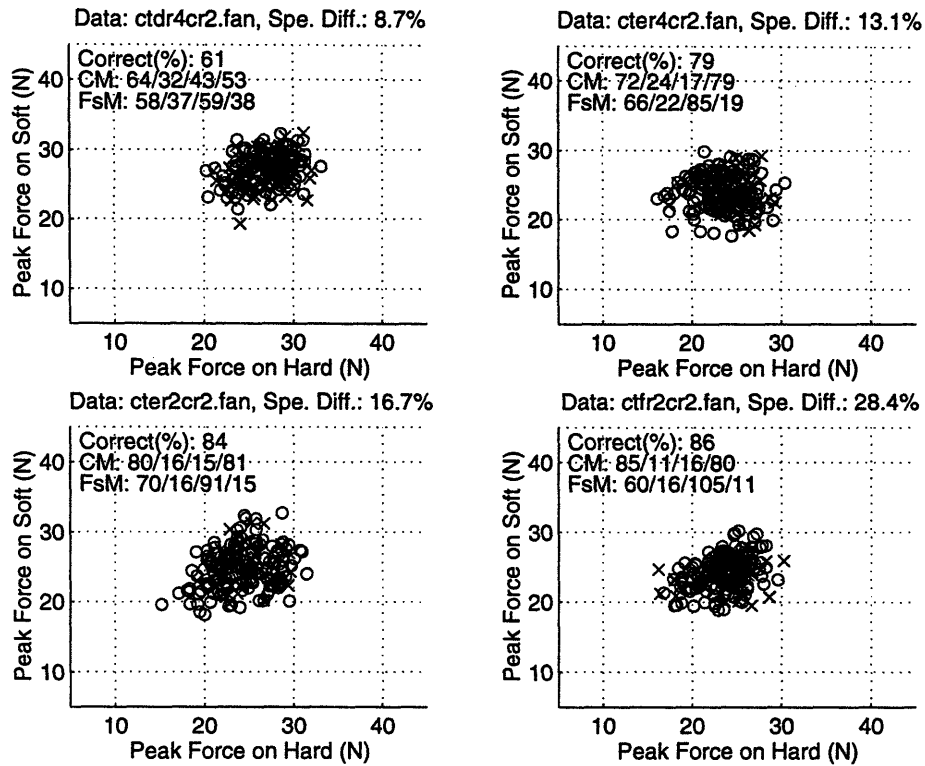 Data: ctdr4cr2.fan, Spe. Diff.: 8.7%
Correct(%): 61
CM: 64/32/43/53
FsM: 58/37/59/38
Peak Force on Soft (N)
40
30
20
10
10 20 30 40
Peak Force on Hard (N)
Data: cter4cr2.fan, Spe. Diff.: 13.1%
Correct(%): 79
CM: 72/24/17/79
FsM: 66/22/85/19
Peak Force on Soft (N)
40
30
20
10
10 20 30 40
Peak Force on Hard (N)
Data: cter2cr2.fan, Spe. Diff.: 16.7%
Correct(%): 84
CM: 80/16/15/81
FsM: 70/16/91/15
Peak Force on Soft (N)
40
30
20
10
10 20 30 40
Peak Force on Hard (N)
Data: ctfr2cr2.fan, Spe. Diff.: 28.4%
Correct(%): 86
CM: 85/11/16/80
FsM: 60/16/105/11
Peak Force on Soft (N)
40
30
20
10
10 20 30 40
Peak Force on Hard (N)